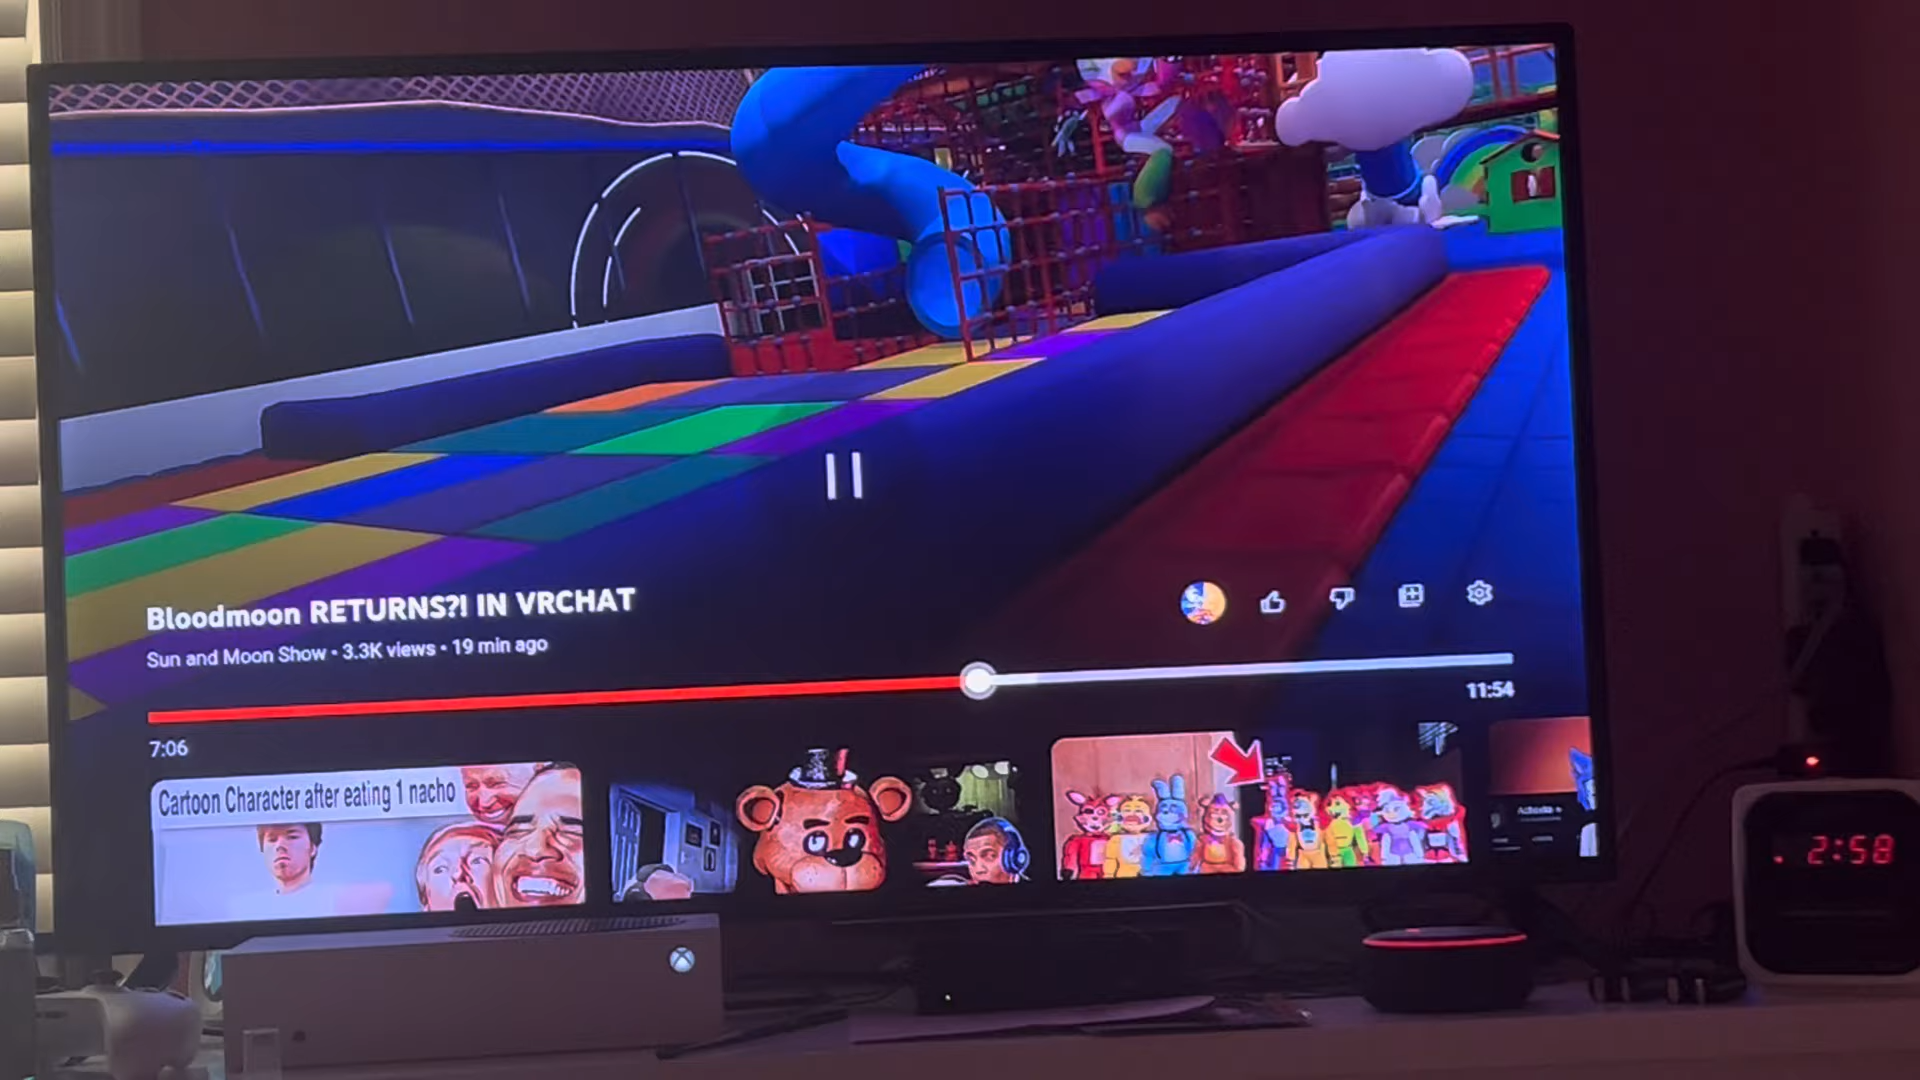 Bloodmoon RETURNS?! IN VRCHAT
Sun and Moon Show • 3.3K views • 19 min ago
11:54
7:06
Cartoon Character after eating 1 nacho
2:58